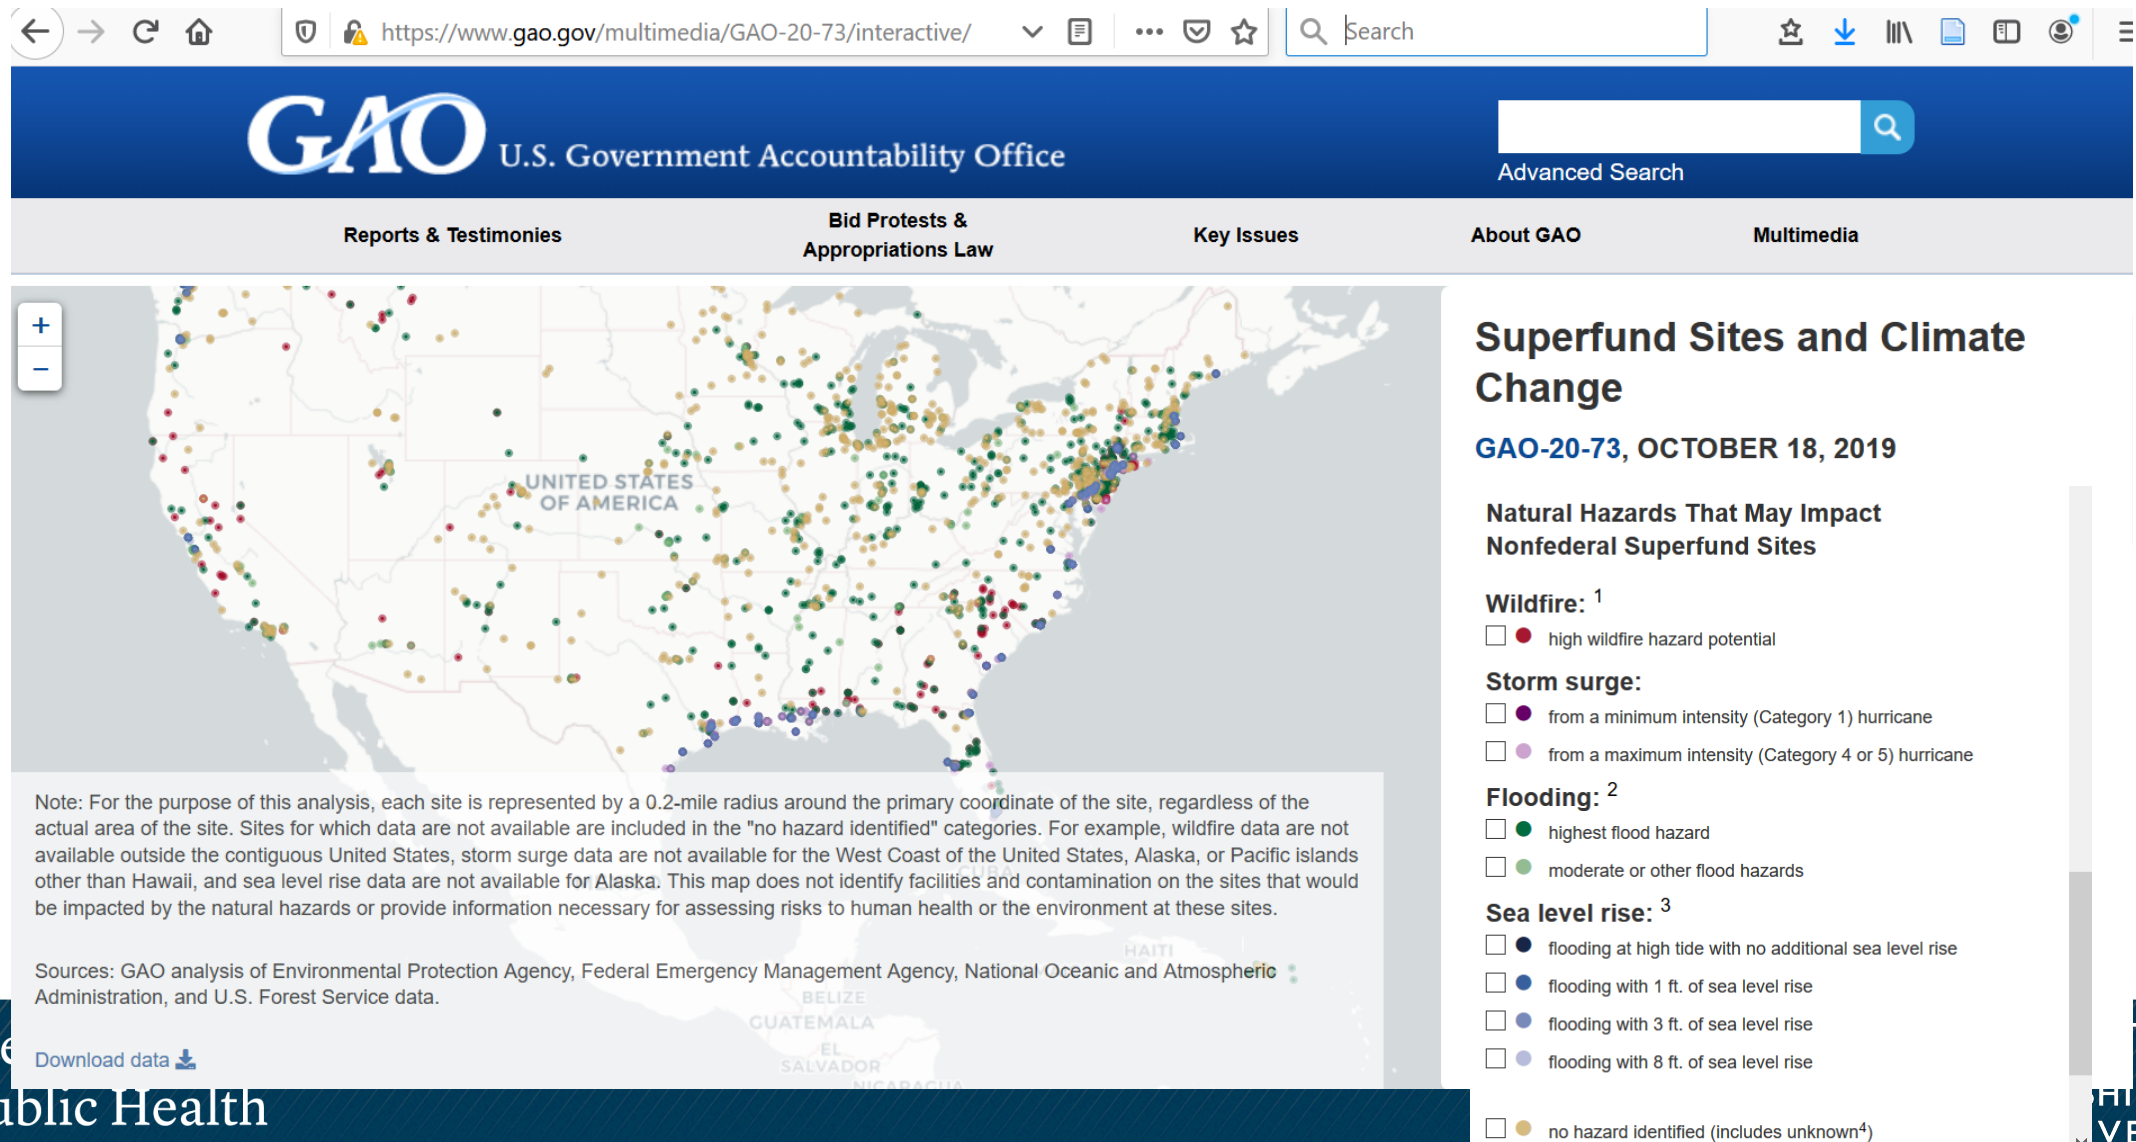 https://www.gao.gov/multimedia/GAO-20-73/interactive/
Search
GAO U.S. Government Accountability Office
Advanced Search
Reports & Testimonies
Bid Protests &
Appropriations Law
Key Issues
About GAO
Multimedia
+
−
UNITED STATES
OF AMERICA
CUBA
HAITI
BELIZE
GUATEMALA
EL
SALVADOR
NICARAGUA
Note: For the purpose of this analysis, each site is represented by a 0.2-mile radius around the primary coordinate of the site, regardless of the
actual area of the site. Sites for which data are not available are included in the "no hazard identified" categories. For example, wildfire data are not
available outside the contiguous United States, storm surge data are not available for the West Coast of the United States, Alaska, or Pacific islands
other than Hawaii, and sea level rise data are not available for Alaska. This map does not identify facilities and contamination on the sites that would
be impacted by the natural hazards or provide information necessary for assessing risks to human health or the environment at these sites.
Sources: GAO analysis of Environmental Protection Agency, Federal Emergency Management Agency, National Oceanic and Atmospheric
Administration, and U.S. Forest Service data.
Download data
Superfund Sites and Climate
Change
GAO-20-73, OCTOBER 18, 2019
Natural Hazards That May Impact
Nonfederal Superfund Sites
Wildfire: 1
high wildfire hazard potential
Storm surge:
from a minimum intensity (Category 1) hurricane
from a maximum intensity (Category 4 or 5) hurricane
Flooding: 2
highest flood hazard
moderate or other flood hazards
Sea level rise: 3
flooding at high tide with no additional sea level rise
flooding with 1 ft. of sea level rise
flooding with 3 ft. of sea level rise
flooding with 8 ft. of sea level rise
no hazard identified (includes unknown4)
ublic Health